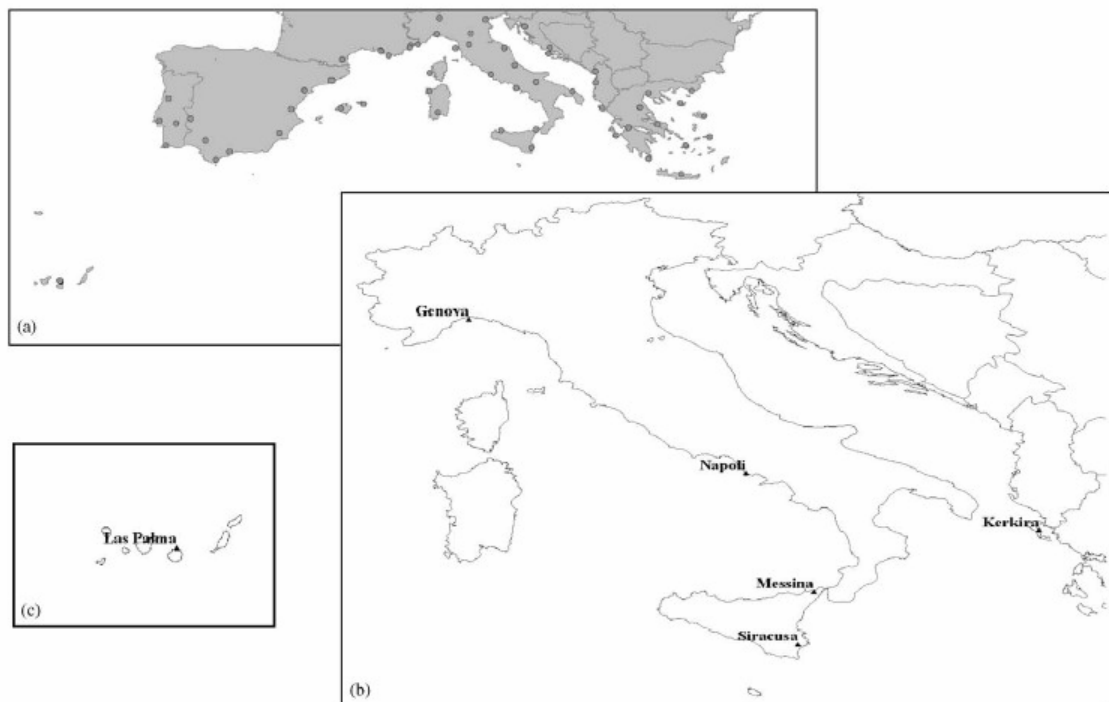 (a)
Genova
Napoli
Kerkira
Messina
Siracusa
(b)
Las Palma
(c)